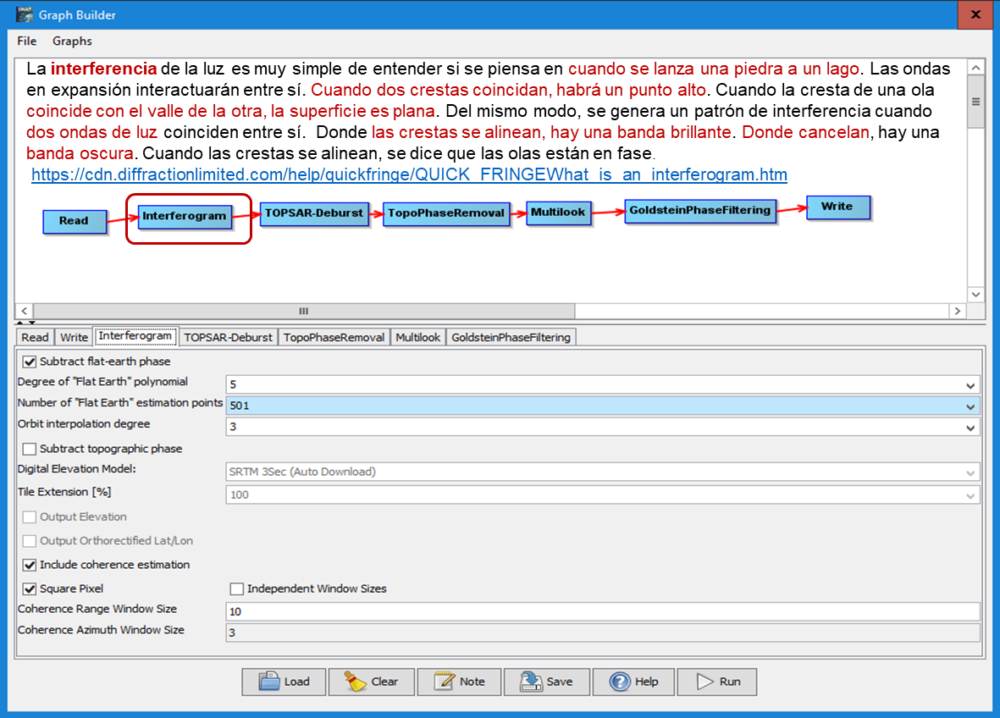 SNAP
Graph Builder
File Graphs
La interferencia de la luz es muy simple de entender si se piensa en cuando se lanza una piedra a un lago. Las ondas
en expansión interactuarán entre sí. Cuando dos crestas coincidan, habrá un punto alto. Cuando la cresta de una ola
coincide con el valle de la otra, la superficie es plana. Del mismo modo, se genera un patrón de interferencia cuando
dos ondas de luz coinciden entre sí. Donde las crestas se alinean, hay una banda brillante. Donde cancelan, hay una
banda oscura. Cuando las crestas se alinean, se dice que las olas están en fase.
https://cdn.diffractionlimited.com/help/quickfringe/QUICK_FRINGEWhat_is_an_interferogram.htm
Read Interferogram TOPSAR-Deburst TopoPhaseRemoval Multilook GoldsteinPhaseFiltering Write
Read Write Interferogram TOPSAR-Deburst TopoPhaseRemoval Multilook GoldsteinPhaseFiltering
Subtract flat-earth phase
Degree of "Flat Earth" polynomial 5
Number of "Flat Earth" estimation points 501
Orbit interpolation degree 3
Subtract topographic phase
Digital Elevation Model: SRTM 3Sec (Auto Download)
Tile Extension [%] 100
Output Elevation
Output Orthorectified Lat/Lon
Include coherence estimation
Square Pixel Independent Window Sizes
Coherence Range Window Size 10
Coherence Azimuth Window Size 3
Load Clear Note Save Help Run